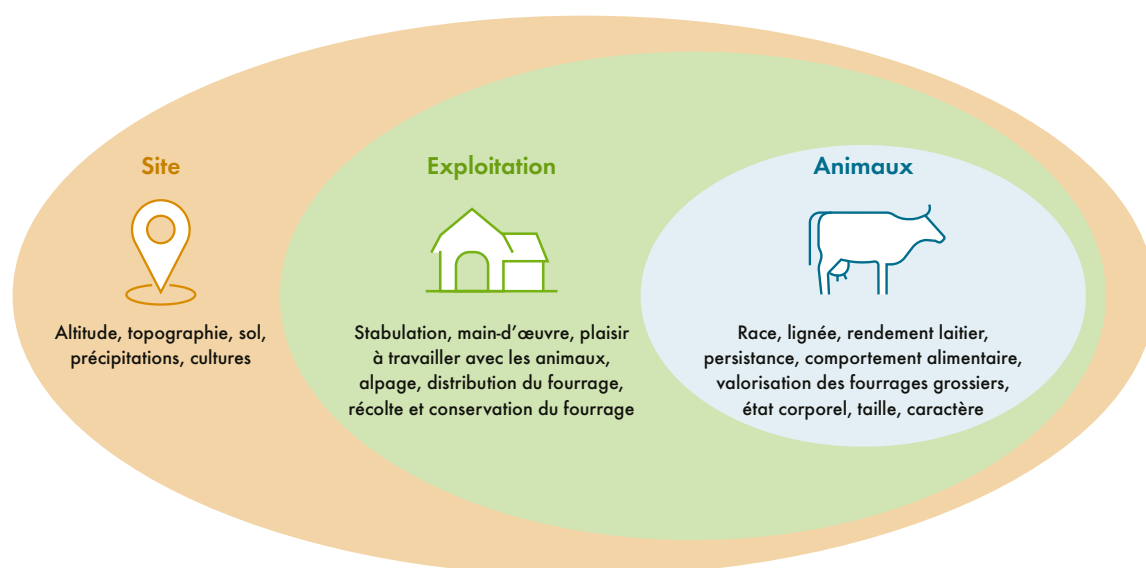 Site
Altitude, topographie, sol,
précipitations, cultures
Exploitation
Stabulation, main-d'œuvre, plaisir
à travailler avec les animaux,
alpage, distribution du fourrage,
récolte et conservation du fourrage
Animaux
Race, lignée, rendement laitier,
persistance, comportement alimentaire,
valorisation des fourrages grossiers,
état corporel, taille, caractère